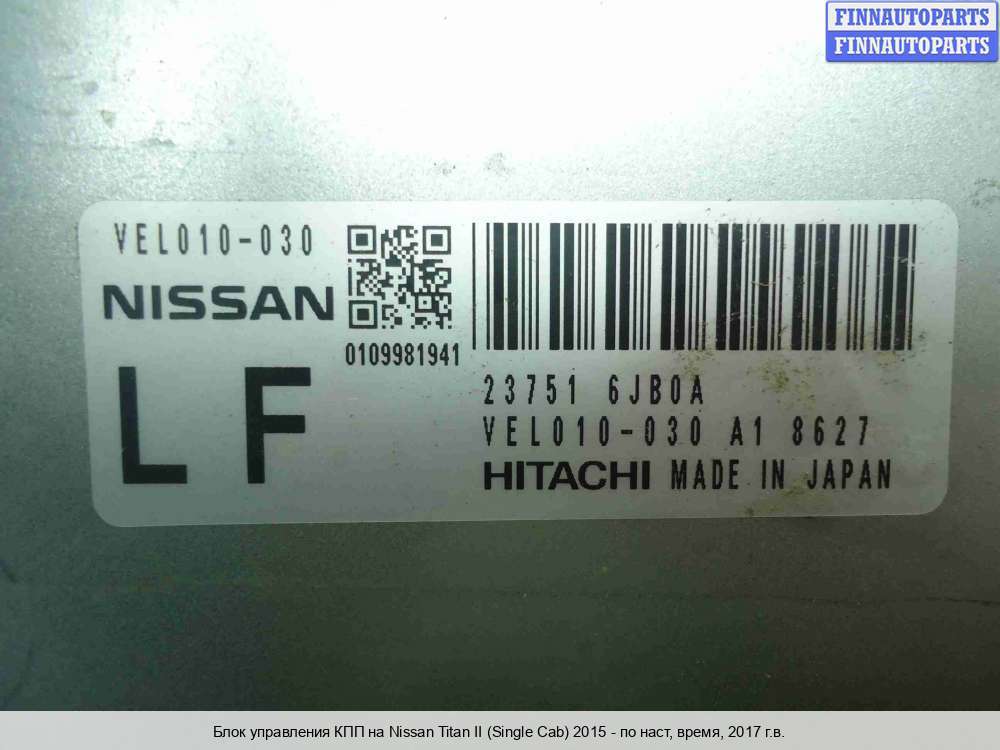 FINNAUTOPARTS
FINNAUTOPARTS
VEL010-030
NISSAN
0109981941
LF
23751 6JB0A
VEL010-030 A1 8627
HITACHI MADE IN JAPAN
Блок управления КПП на Nissan Titan II (Single Cab) 2015 - по наст, время, 2017 г.в.